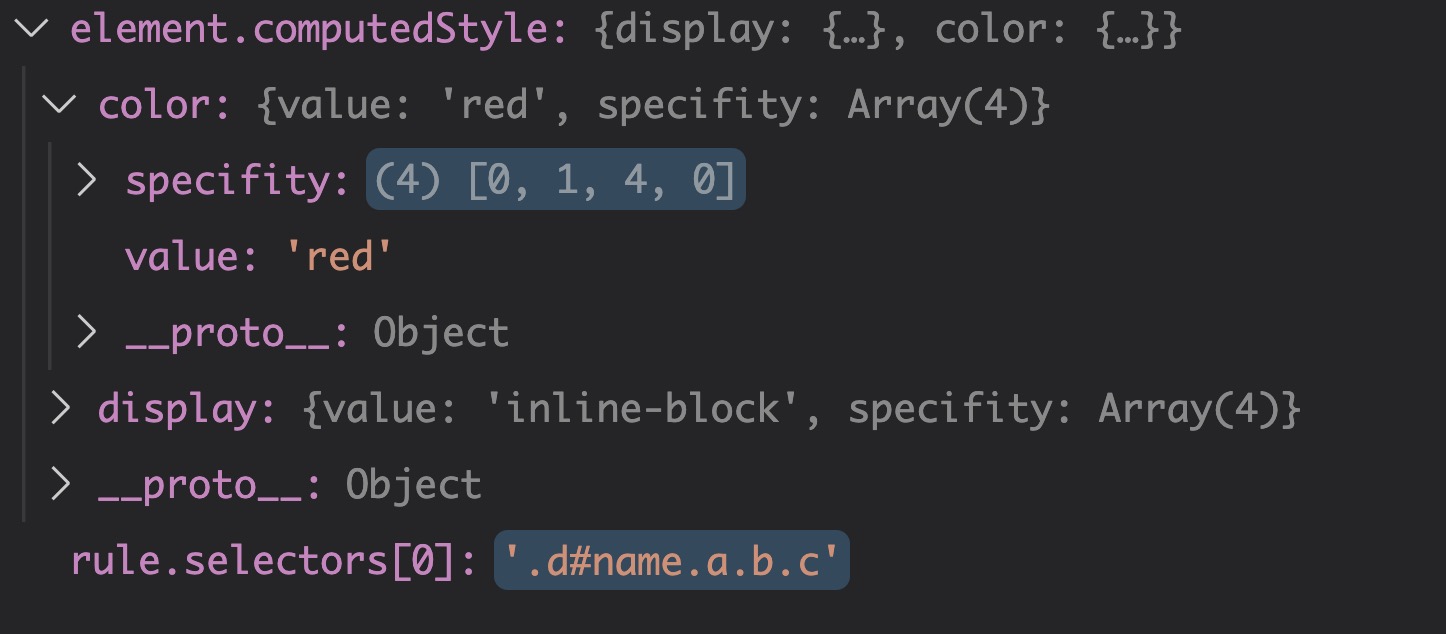 element.computedStyle: {display: {…}, color: {…}}
color: {value: 'red', specifity: Array(4)}
specifity: (4) [0, 1, 4, 0]
value: 'red'
__proto__: Object
display: {value: 'inline-block', specifity: Array(4)}
__proto__: Object
rule.selectors[0]: '.d#name.a.b.c'